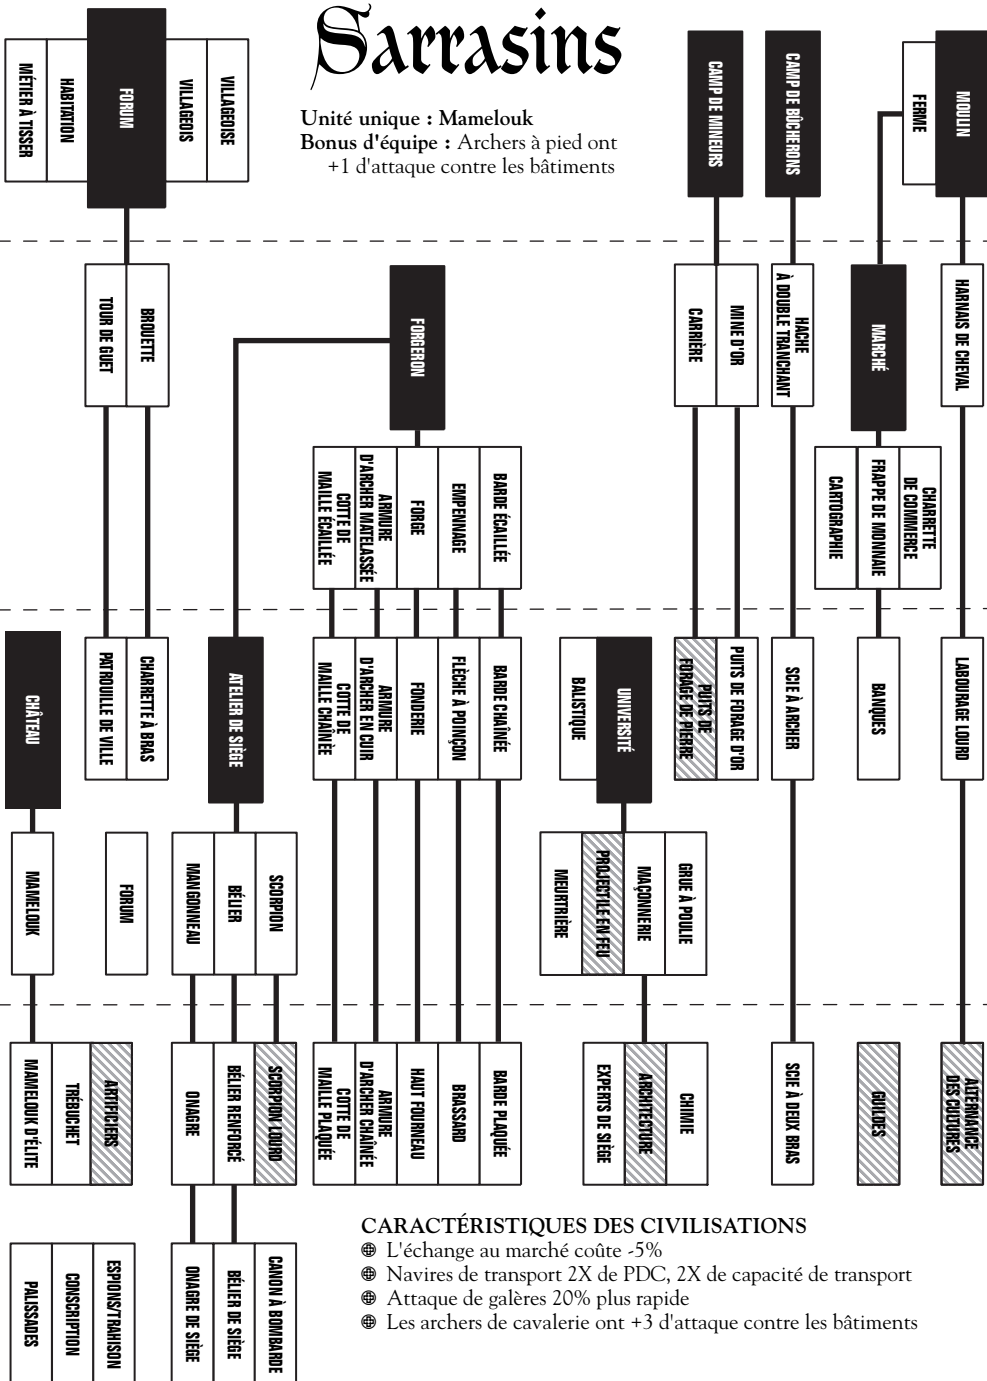 Sarrasins
Unité unique : Mamelouk
Bonus d'équipe : Archers à pied ont
+1 d'attaque contre les bâtiments
MÉTIER À TISSER
HABITATION
FORUM
VILLAGEOIS
VILLAGEOISE
CAMP DE MINEURS
CAMP DE BÛCHERONS
FERME
MOULIN
TOUR DE GUET
BROUETTE
FORGERON
CARRIÈRE
MINE D'OR
HACHE
À DOUBLE TRANCHANT
MARCHÉ
HARNAIS DE CHEVAL
COTTE DE
MAILLE ÉCAILLÉE
ARMURE
D'ARCHER MATELASSÉE
FORGE
EMPENNAGE
BARDE ÉCAILLÉE
CARTOGRAPHIE
FRAPPE DE MONNAIE
CHARRETTE
DE COMMERCE
CHÂTEAU
PATROUILLE DE VILLE
CHARRETTE À BRAS
ATELIER DE SIÈGE
COTTE DE
MAILLE CHAÎNÈE
ARMURE
D'ARCHER EN CUIR
FONDERIE
FLÈCHE À POINÇON
BARDE CHAÎNÉE
BALISTIQUE
UNIVERSITÉ
PUITS DE
FORAGE DE PIERRE
PUITS DE FORAGE D'OR
SCIE À ARCHER
BANQUES
LABOURAGE LOURD
MAMELOUK
FORUM
MANGONNEAU
BÉLIER
SCORPION
MEURTRIÈRE
PROJECTILE EN FEU
MAÇONNERIE
GRUE À POULIE
MAMELOUK D'ÉLITE
TRÉBUCHET
ARTIFICIERS
ONAGRE
BÉLIER RENFORCÉ
SCORPION LOURD
COTTE DE
MAILLE PLAQUÉE
ARMURE
D'ARCHER CHAÎNÉE
HAUT FOURNEAU
BRASSARD
BARDE PLAQUÉE
EXPERTS DE SIÈGE
ARCHITECTURE
CHIMIE
SCIE À DEUX BRAS
GUILDES
ALTERNANCE
DES CULTURES
PALISSADES
CONSCRIPTION
ESPIONS/TRAHISON
ONAGRE DE SIÈGE
BÉLIER DE SIÈGE
CANON À BOMBARDE
CARACTÉRISTIQUES DES CIVILISATIONS
L'échange au marché coûte -5%
Navires de transport 2X de PDC, 2X de capacité de transport
Attaque de galères 20% plus rapide
Les archers de cavalerie ont +3 d'attaque contre les bâtiments